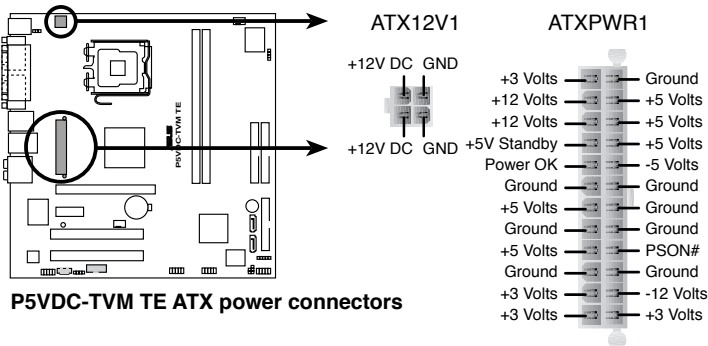 ATX12V1
ATXPWR1
+12V DC GND
+12V DC GND
+3 Volts Ground
+12 Volts +5 Volts
+12 Volts +5 Volts
+5V Standby +5 Volts
Power OK -5 Volts
Ground Ground
+5 Volts Ground
Ground Ground
+5 Volts PSON#
Ground Ground
+3 Volts -12 Volts
+3 Volts +3 Volts
P5VDC-TVM TE
P5VDC-TVM TE ATX power connectors